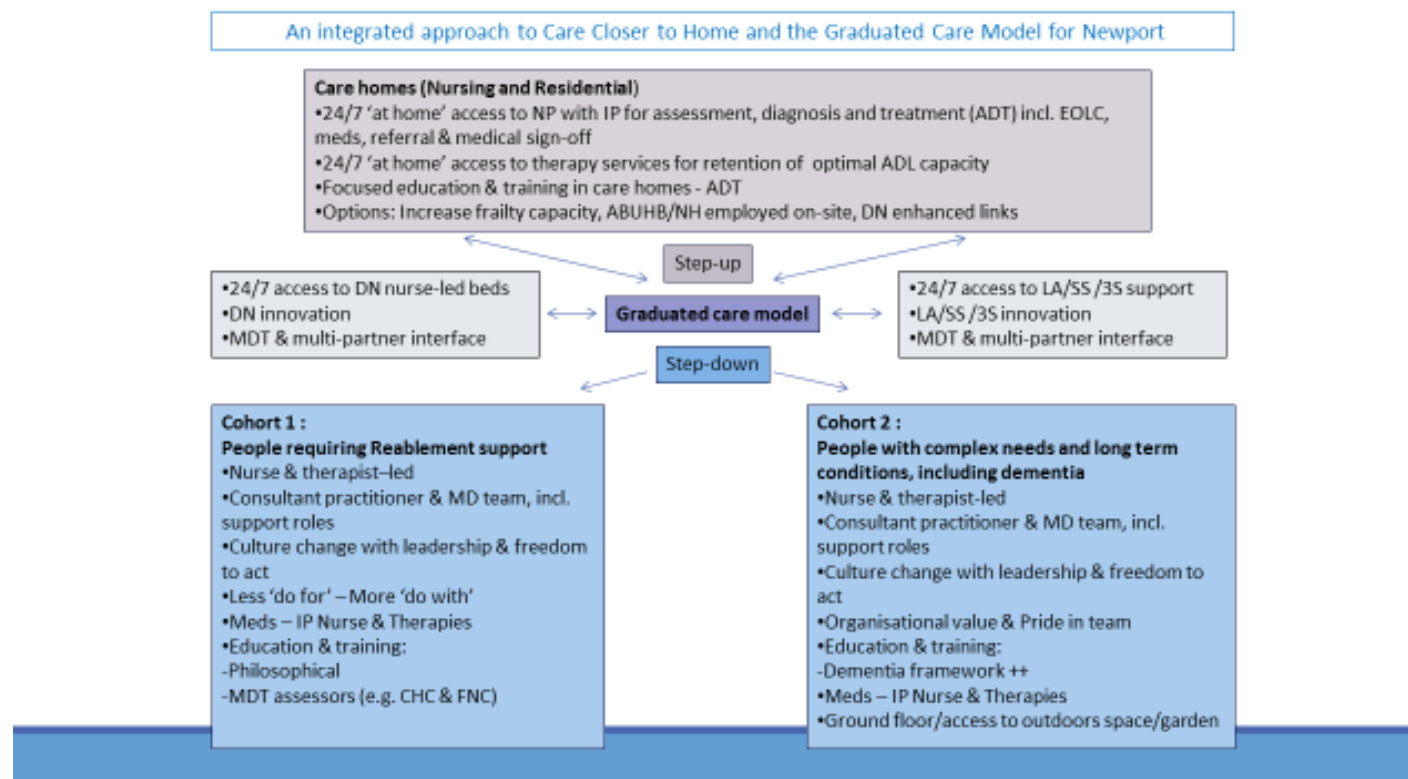 An integrated approach to Care Closer to Home and the Graduated Care Model for Newport
Care homes (Nursing and Residential)
•24/7 ‘at home’ access to NP with IP for assessment, diagnosis and treatment (ADT) incl. EOLC,
meds, referral & medical sign-off
•24/7 ‘at home’ access to therapy services for retention of optimal ADL capacity
•Focused education & training in care homes - ADT
•Options: Increase frailty capacity, ABUHB/NH employed on-site, DN enhanced links
Step-up
•24/7 access to DN nurse-led beds
•DN innovation
•MDT & multi-partner interface
Graduated care model
•24/7 access to LA/SS /3S support
•LA/SS /3S innovation
•MDT & multi-partner interface
Step-down
Cohort 1 :
People requiring Reablement support
•Nurse & therapist–led
•Consultant practitioner & MD team, incl.
support roles
•Culture change with leadership & freedom
to act
•Less ‘do for’ – More ‘do with’
•Meds – IP Nurse & Therapies
•Education & training:
-Philosophical
-MDT assessors (e.g. CHC & FNC)
Cohort 2 :
People with complex needs and long term
conditions, including dementia
•Nurse & therapist-led
•Consultant practitioner & MD team, incl.
support roles
•Culture change with leadership & freedom to
act
•Organisational value & Pride in team
•Education & training:
-Dementia framework ++
•Meds – IP Nurse & Therapies
•Ground floor/access to outdoors space/garden